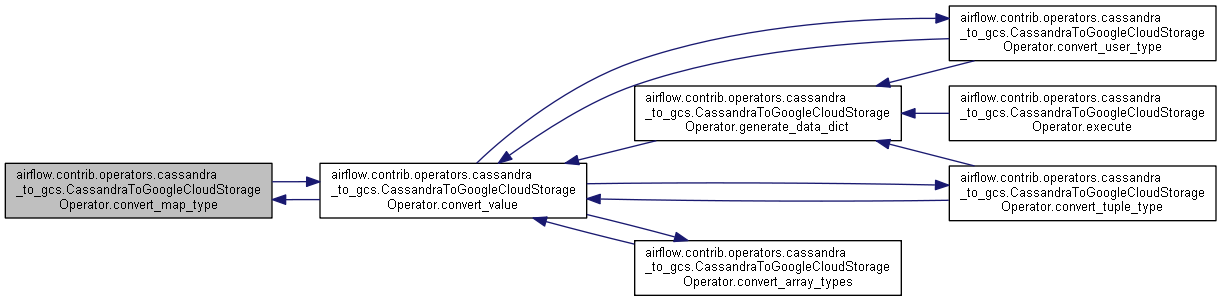 airflow.contrib.operators.cassandra
_to_gcs.CassandraToGoogleCloudStorage
Operator.convert_map_type
airflow.contrib.operators.cassandra
_to_gcs.CassandraToGoogleCloudStorage
Operator.convert_value
airflow.contrib.operators.cassandra
_to_gcs.CassandraToGoogleCloudStorage
Operator.generate_data_dict
airflow.contrib.operators.cassandra
_to_gcs.CassandraToGoogleCloudStorage
Operator.convert_array_types
airflow.contrib.operators.cassandra
_to_gcs.CassandraToGoogleCloudStorage
Operator.convert_user_type
airflow.contrib.operators.cassandra
_to_gcs.CassandraToGoogleCloudStorage
Operator.execute
airflow.contrib.operators.cassandra
_to_gcs.CassandraToGoogleCloudStorage
Operator.convert_tuple_type